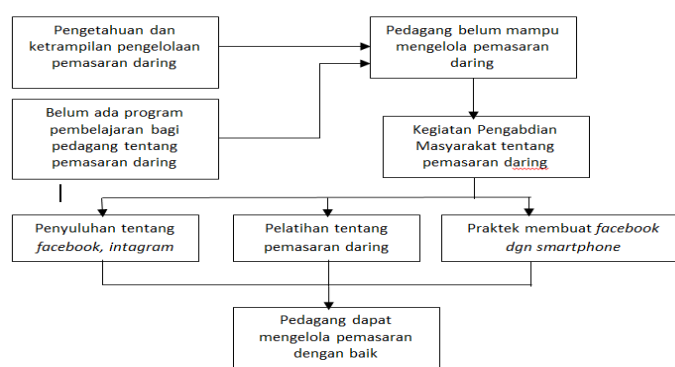 Pengetahuan dan
ketrampilan pengelolaan
pemasaran daring
Pedagang belum mampu
mengelola pemasaran
daring
Belum ada program
pembelajaran bagi
pedagang tentang
pemasaran daring
Kegiatan Pengabdian
Masyarakat tentang
pemasaran daring
Penyuluhan tentang
facebook, intagram
Pelatihan tentang
pemasaran daring
Praktek membuat facebook
dgn smartphone
Pedagang dapat
mengelola pemasaran
dengan baik